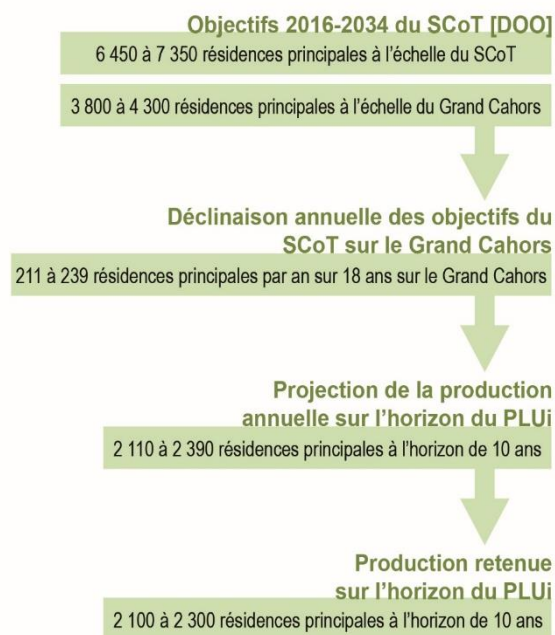 Objectifs 2016-2034 du SCoT [DOO]
6 450 à 7 350 résidences principales à l'échelle du SCoT
3 800 à 4 300 résidences principales à l'échelle du Grand Cahors
Déclinaison annuelle des objectifs du
SCoT sur le Grand Cahors
211 à 239 résidences principales par an sur 18 ans sur le Grand Cahors
Projection de la production
annuelle sur l'horizon du PLUi
2 110 à 2 390 résidences principales à l'horizon de 10 ans
Production retenue
sur l'horizon du PLUi
2 100 à 2 300 résidences principales à l'horizon de 10 ans